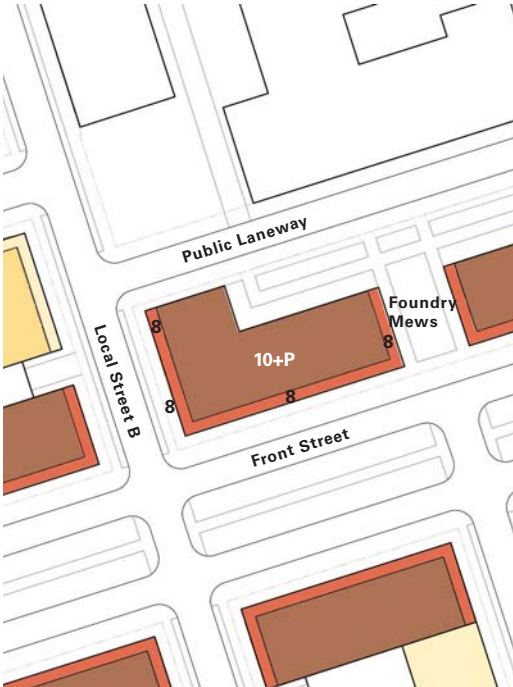 Public Laneway
Foundry
Mews
8
Local Street B
8
10+P
8
8
Front Street